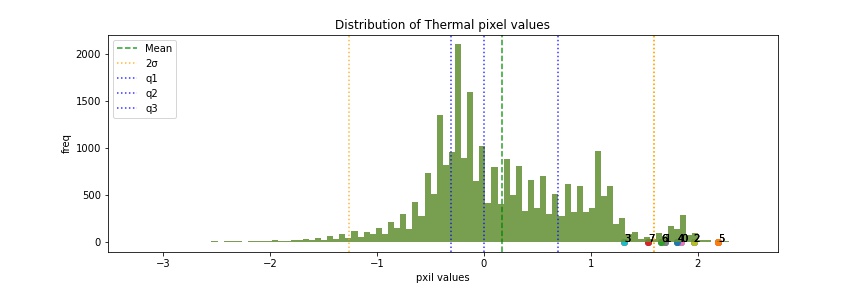 Distribution of Thermal pixel values
Mean
2σ
q1
q2
q3
freq
2000
1500
1000
500
0
3 7 6 4 0 2 5
−3 −2 −1 0 1 2
pxil values